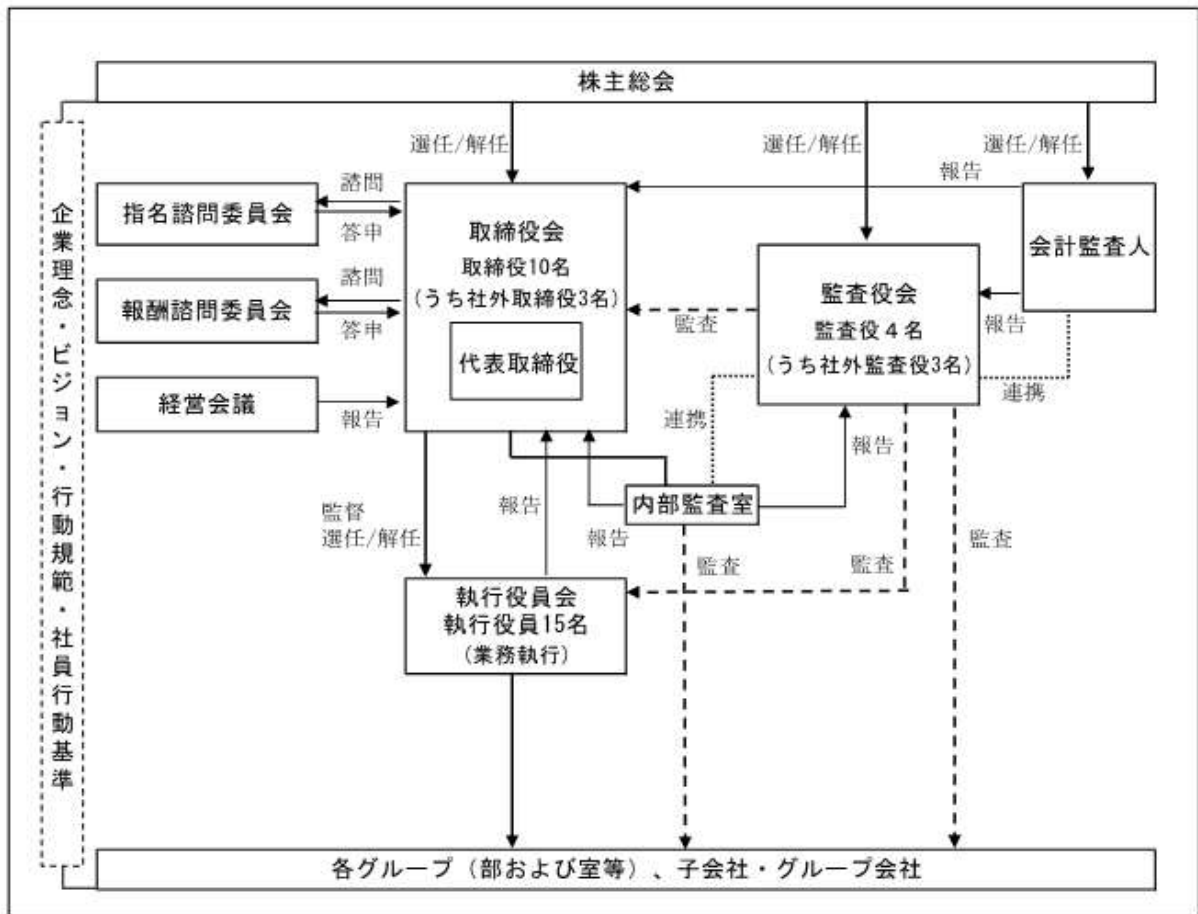 株主総会
選任/解任
選任/解任
選任/解任
企業理念・ビジョン・行動規範・社員行動基準
指名諮問委員会
諮問
答申
報酬諮問委員会
諮問
答申
経営会議
報告
取締役会
取締役10名
(うち社外取締役3名)
代表取締役
報告
会計監査人
監査
監査役会
監査役4名
(うち社外監査役3名)
報告
連携
連携
報告
内部監査室
報告
報告
監督
選任/解任
監査
監査
監査
執行役員会
執行役員15名
(業務執行)
各グループ（部および室等）、子会社・グループ会社